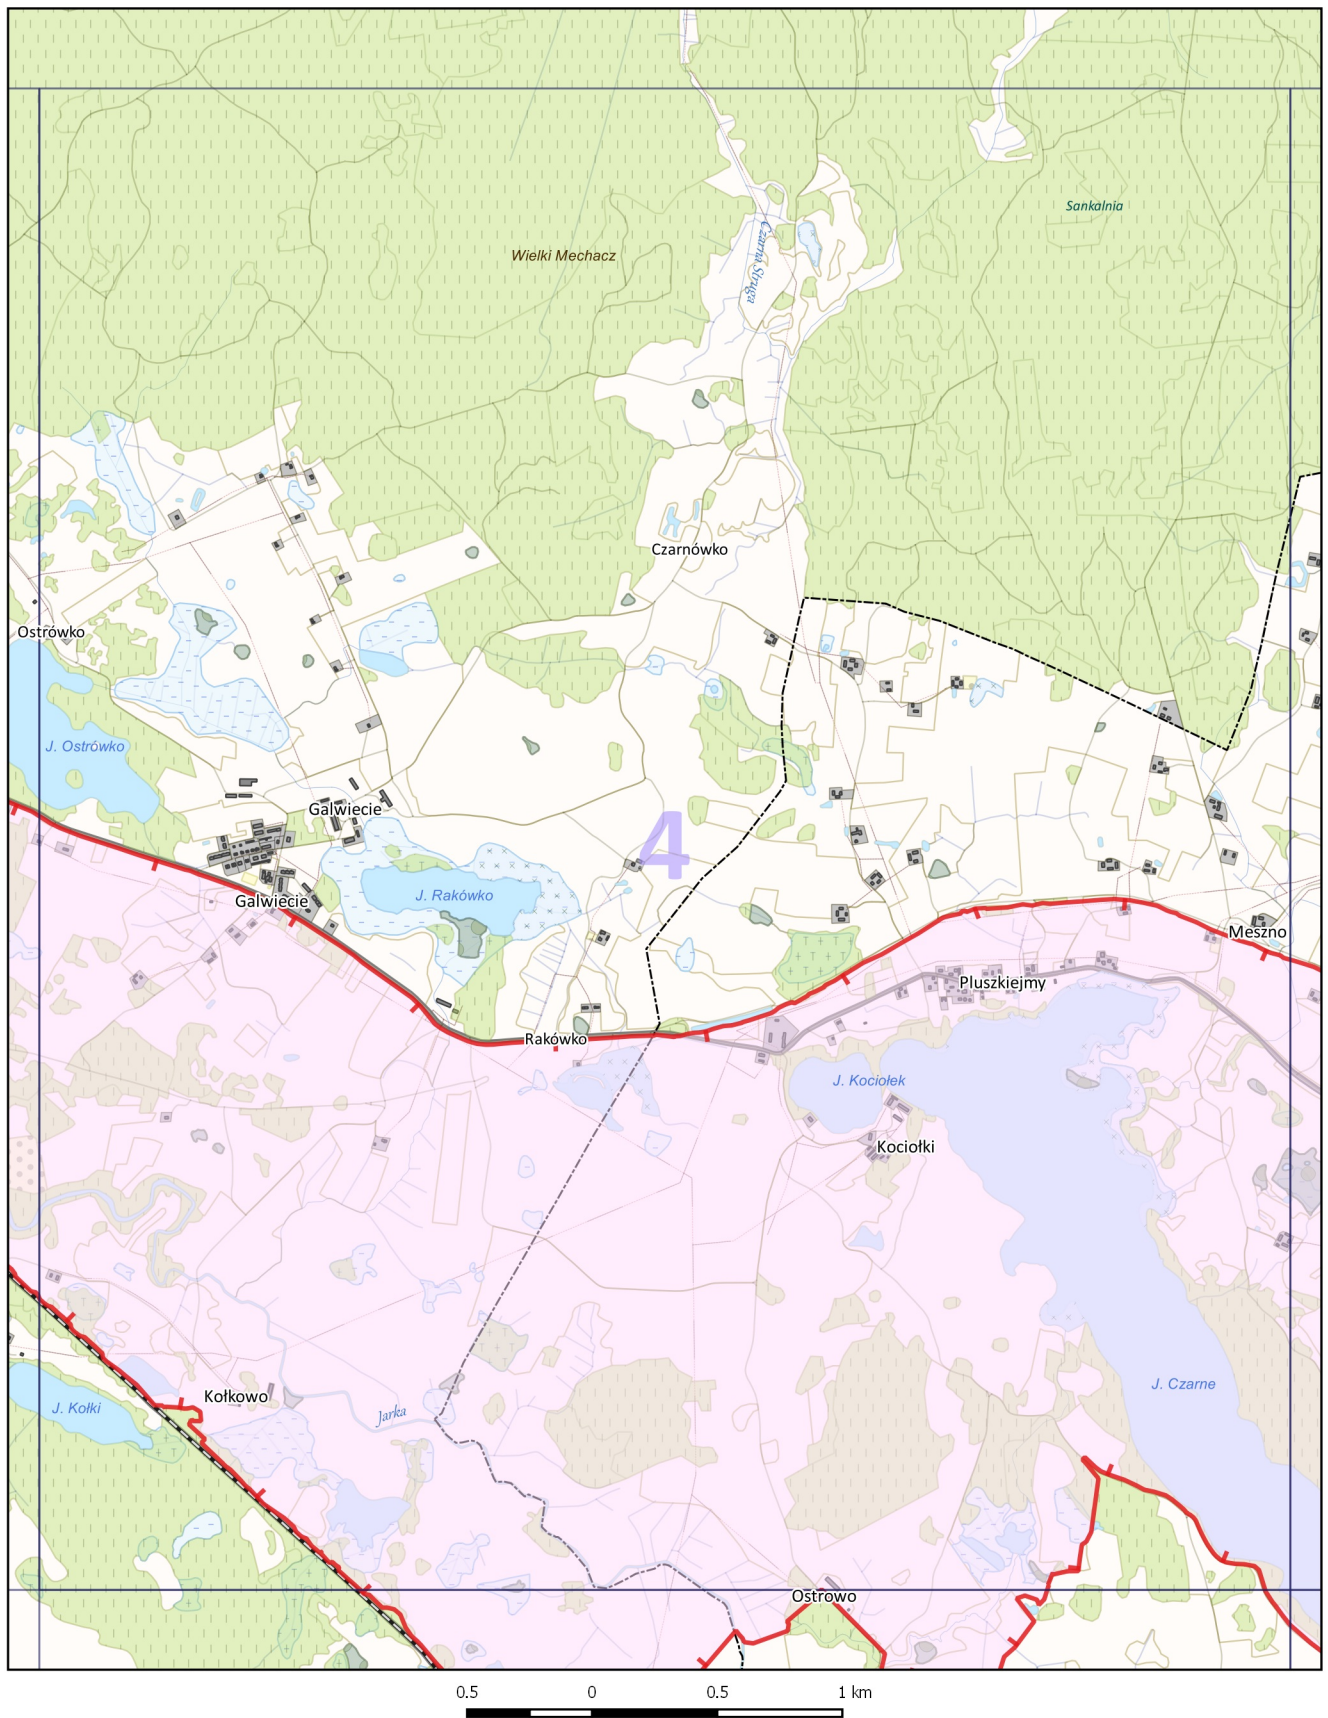 Sankalnia
Wielki Mechacz
Czarna Struga
Czarnówko
Ostrówko
J. Ostrówko
Galwiecie
4
J. Rakówko
Galwiecie
Meszno
Pluszkiejmy
Rakówko
J. Kociołek
Kociołki
J. Czarne
Kołkowo
J. Kołki
Jarka
Ostrowo
0.5 0 0.5 1 km